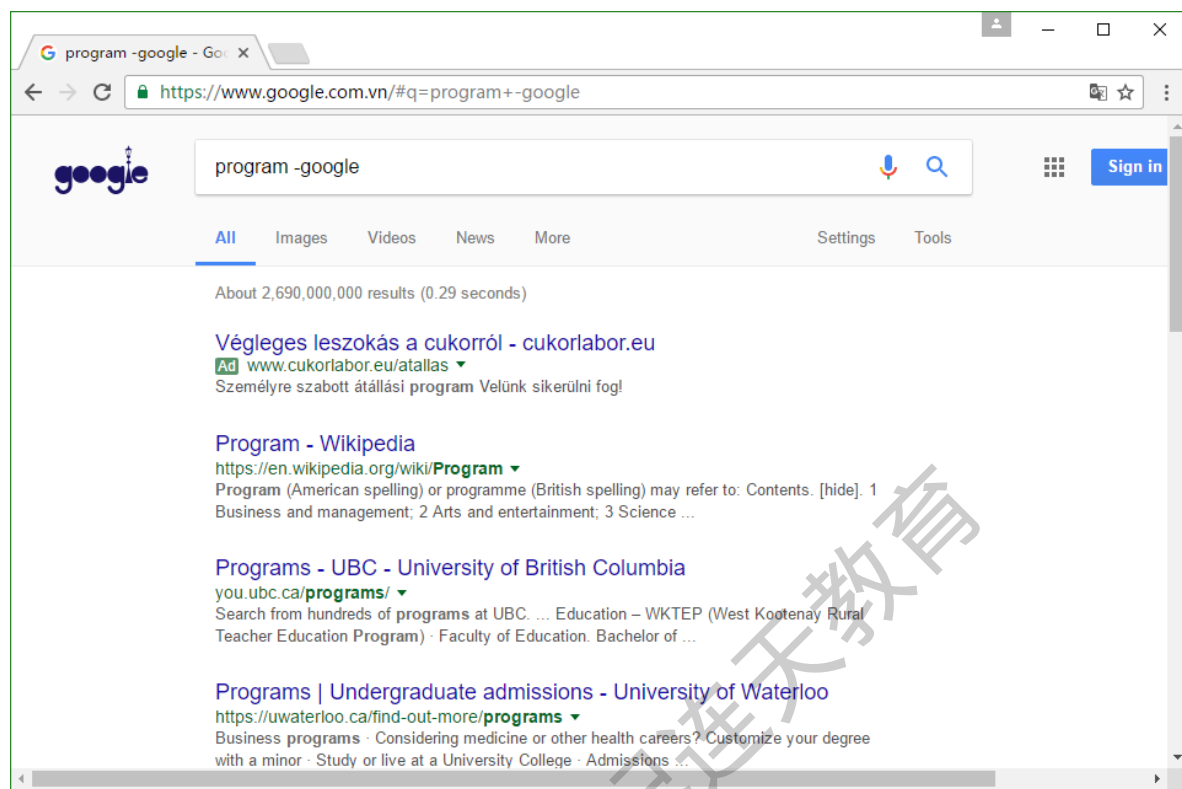 program -google - Goo
https://www.google.com.vn/#q=program+-google
google
program -google
Sign in
All Images Videos News More Settings Tools
About 2,690,000,000 results (0.29 seconds)
Végleges leszokás a cukorról - cukorlabor.eu
Ad www.cukorlabor.eu/atallas
Személyre szabott átállási program Velünk sikerülni fog!
Program - Wikipedia
https://en.wikipedia.org/wiki/Program
Program (American spelling) or programme (British spelling) may refer to: Contents. [hide]. 1
Business and management; 2 Arts and entertainment; 3 Science ...
Programs - UBC - University of British Columbia
you.ubc.ca/programs/
Search from hundreds of programs at UBC. ... Education – WKTEP (West Kootenay Rural
Teacher Education Program) · Faculty of Education. Bachelor of ...
Programs | Undergraduate admissions - University of Waterloo
https://uwaterloo.ca/find-out-more/programs
Business programs · Considering medicine or other health careers? Customize your degree
with a minor · Study or live at a University College · Admissions ...
连天教育